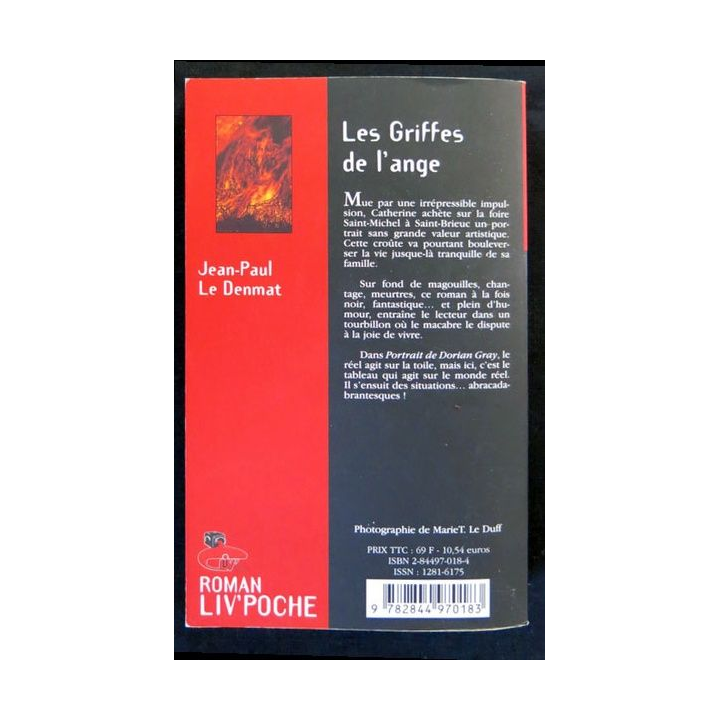 Les Griffes
de l'ange
Mue par une irrépressible impul-
sion, Catherine achète sur la foire
Saint-Michel à Saint-Brieuc un por-
trait sans grande valeur artistique.
Cette croûte va pourtant boulever-
ser la vie jusque-là tranquille de sa
famille.
Sur fond de magouilles, chan-
tage, meurtres, ce roman à la fois
noir, fantastique... et plein d'hu-
mour, entraîne le lecteur dans un
tourbillon où le macabre le dispute
à la joie de vivre.
Dans Portrait de Dorian Gray, le
réel agit sur la toile, mais ici, c'est le
tableau qui agit sur le monde réel.
Il s'ensuit des situations... abracada-
brantesques !
Jean-Paul
Le Denmat
Photographie de MarieT. Le Duff
PRIX TTC : 69 F - 10,54 euros
ISBN 2-84497-018-4
ISSN : 1281-6175
9 782844 970183
ROMAN
LIV'POCHE